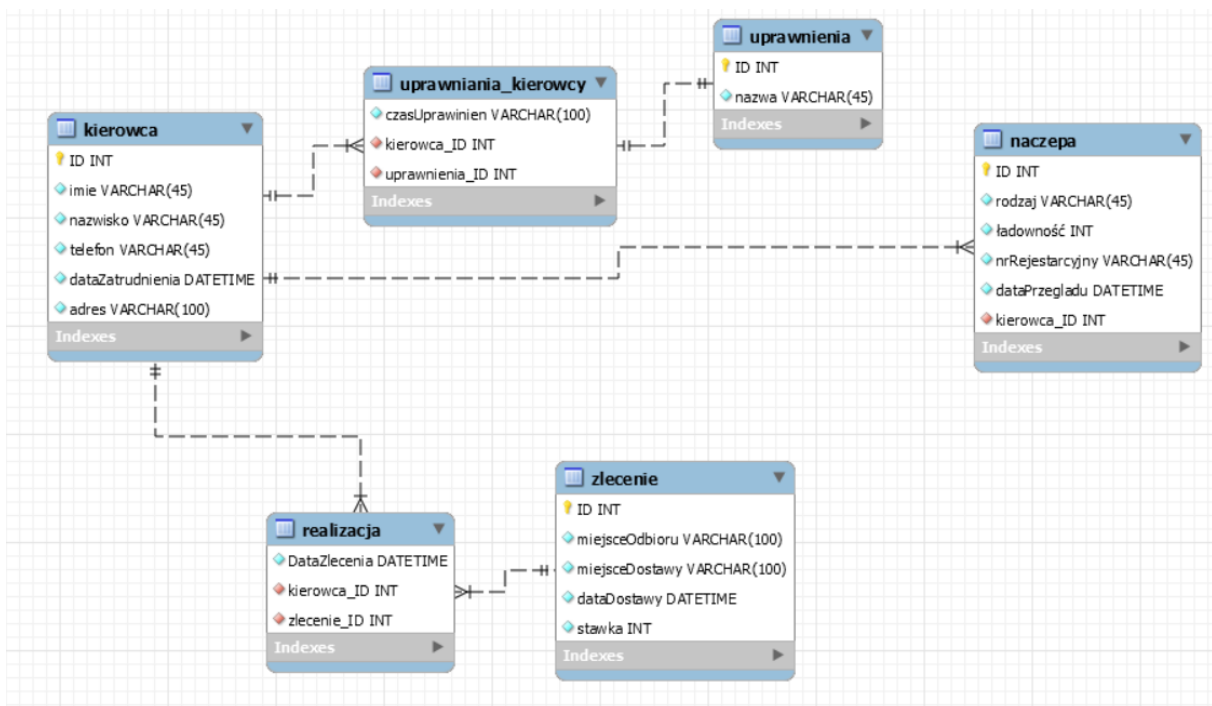 uprawnienia
ID INT
nazwa VARCHAR(45)
Indexes
uprawniania_kierowcy
czasUprawinien VARCHAR(100)
kierowca_ID INT
uprawnienia_ID INT
Indexes
kierowca
ID INT
imie VARCHAR(45)
nazwisko VARCHAR(45)
telefon VARCHAR(45)
dataZatrudnienia DATETIME
adres VARCHAR(100)
Indexes
naczepa
ID INT
rodzaj VARCHAR(45)
ładowność INT
nrRejestarcyjny VARCHAR(45)
dataPrzegladu DATETIME
kierowca_ID INT
Indexes
zlecenie
ID INT
miejsceOdbioru VARCHAR(100)
miejsceDostawy VARCHAR(100)
dataDostawy DATETIME
stawka INT
Indexes
realizacja
DataZlecenia DATETIME
kierowca_ID INT
zlecenie_ID INT
Indexes